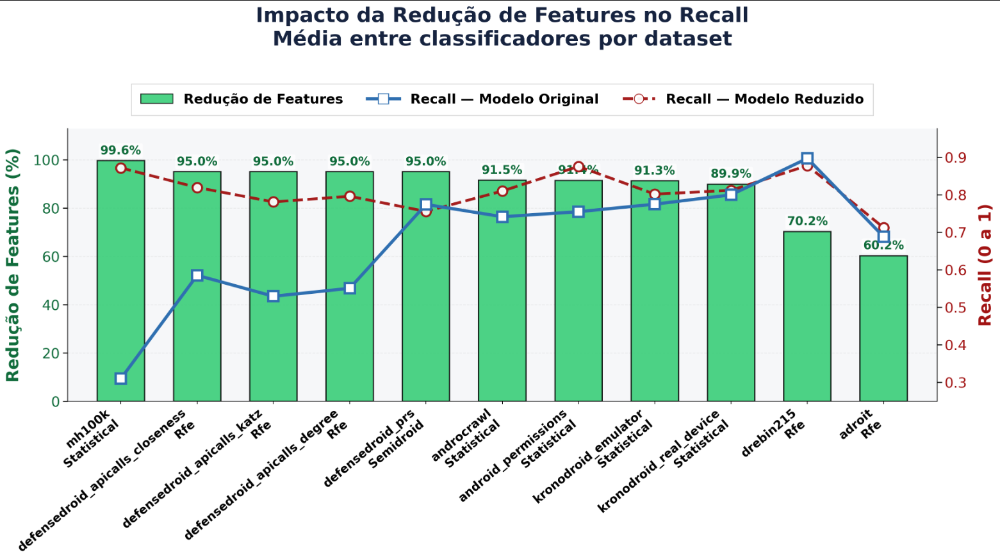 Impacto da Redução de Features no Recall
Média entre classificadores por dataset
Redução de Features
Recall — Modelo Original
Recall — Modelo Reduzido
Redução de Features (%)
100
80
60
40
20
0
99.6%
95.0%
95.0%
95.0%
95.0%
91.5%
91.4%
91.3%
89.9%
70.2%
60.2%
0.9
0.8
0.7
0.6
0.5
0.4
0.3
Recall (0 a 1)
mh100k
Statistical
defensedroid_apicalls_closeness
Rfe
defensedroid_apicalls_katz
Rfe
defensedroid_apicalls_degree
Rfe
defensedroid_prs
Semidroid
androcrawl
Statistical
android_permissions
Statistical
kronodroid_emulator
Statistical
kronodroid_real_device
Statistical
drebin215
Rfe
adroit
Rfe